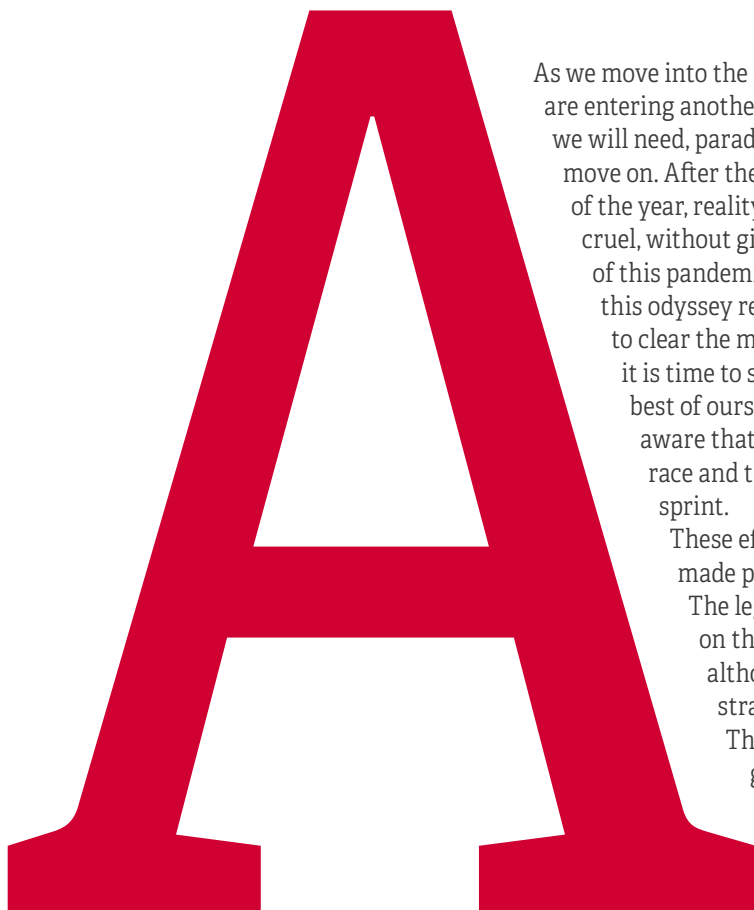 A
As we move into the
are entering anothe
we will need, parad
move on. After the
of the year, reality
cruel, without gi
of this pandem
this odyssey re
to clear the m
it is time to s
best of ours
aware that
race and t
sprint.
These ef
made p
The leg
on th
altho
stra
Th
g